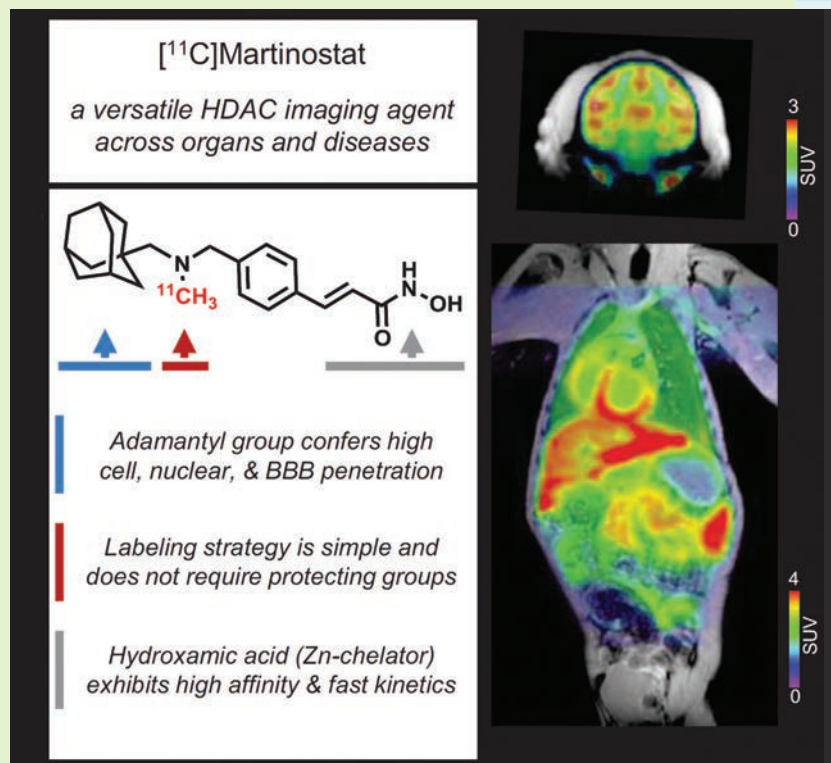 [¹¹C]Martinostat
a versatile HDAC imaging agent
across organs and diseases
N
¹¹CH₃
H
N
OH
O
Adamantyl group confers high
cell, nuclear, & BBB penetration
Labeling strategy is simple and
does not require protecting groups
Hydroxamic acid (Zn-chelator)
exhibits high affinity & fast kinetics
3
SUV
0
4
SUV
0